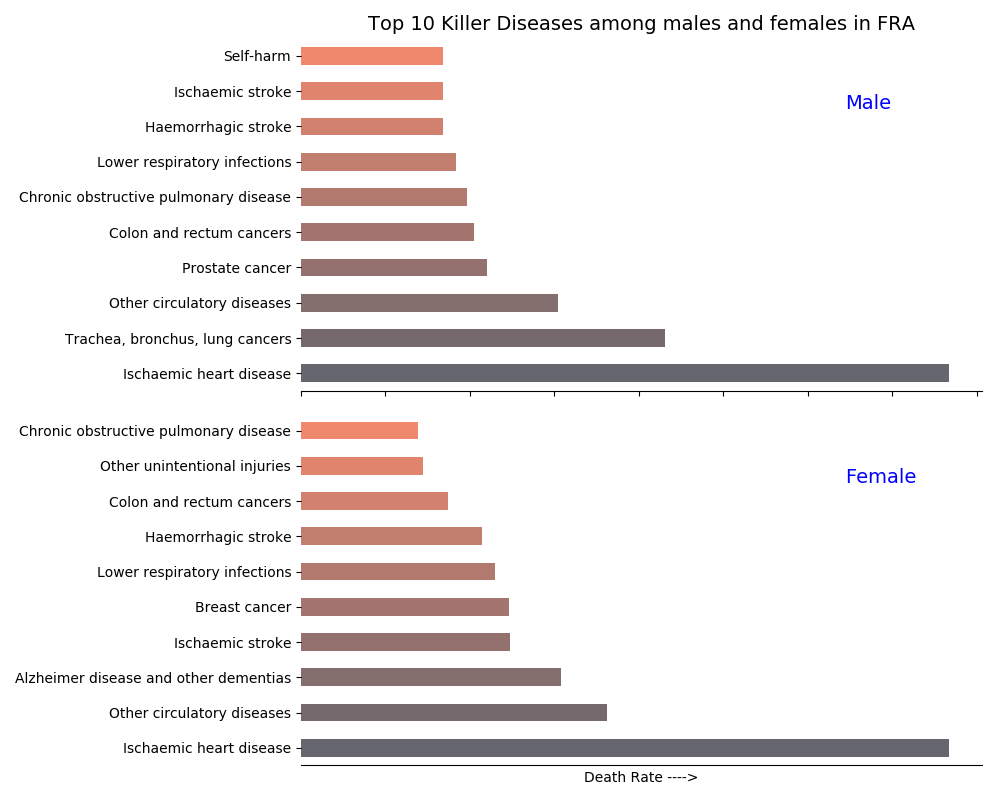 Top 10 Killer Diseases among males and females in FRA
Self-harm
Ischaemic stroke
Male
Haemorrhagic stroke
Lower respiratory infections
Chronic obstructive pulmonary disease
Colon and rectum cancers
Prostate cancer
Other circulatory diseases
Trachea, bronchus, lung cancers
Ischaemic heart disease
Chronic obstructive pulmonary disease
Other unintentional injuries
Female
Colon and rectum cancers
Haemorrhagic stroke
Lower respiratory infections
Breast cancer
Ischaemic stroke
Alzheimer disease and other dementias
Other circulatory diseases
Ischaemic heart disease
Death Rate ---->